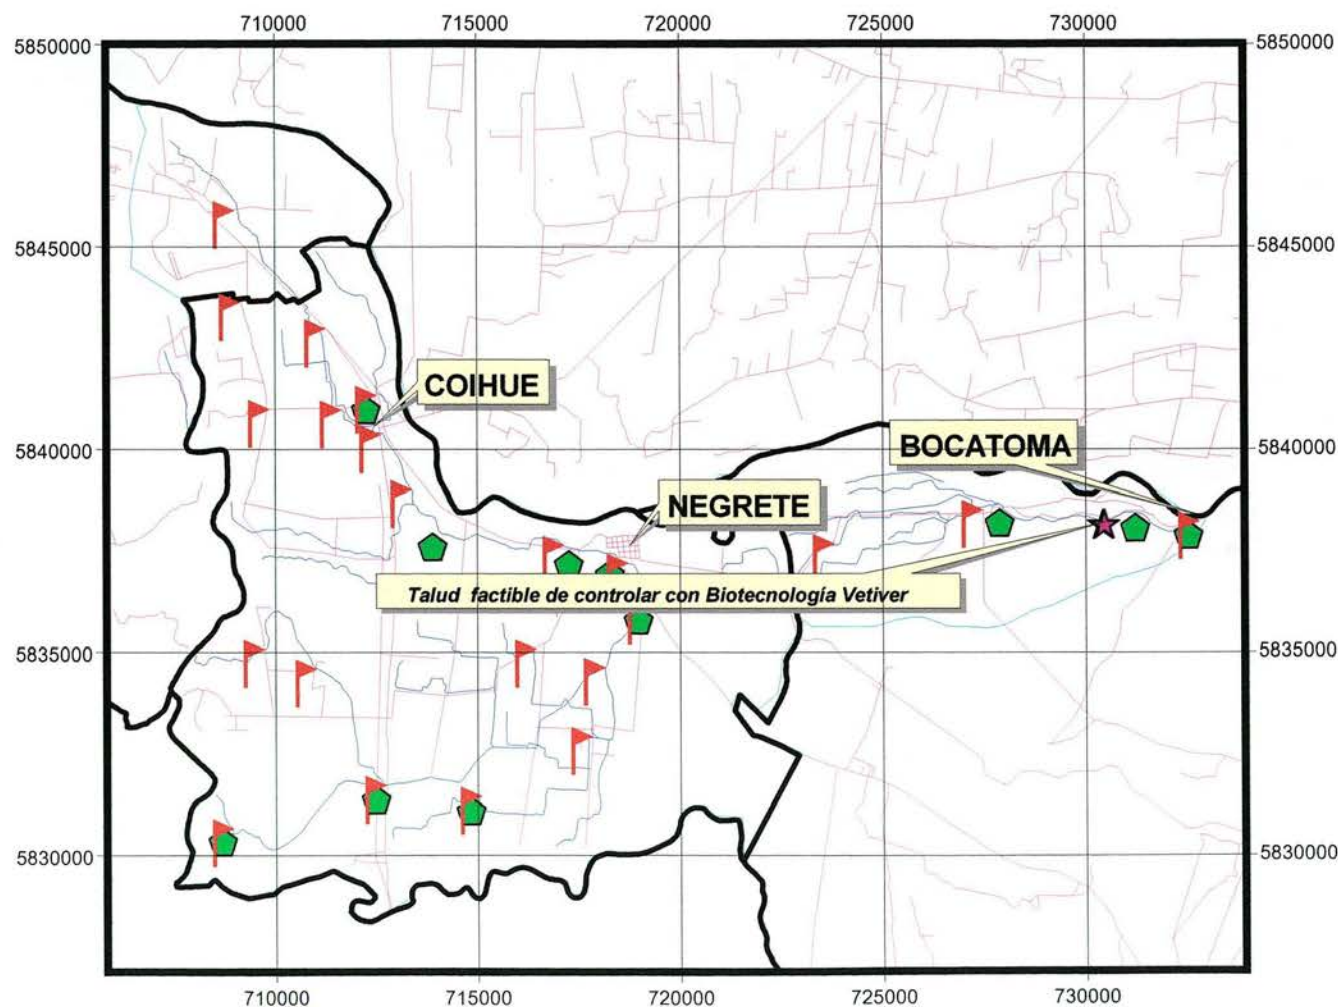 710000 715000 720000 725000 730000
5850000 5850000
5845000 5845000
COIHUE
BOCATOMA
5840000 5840000
NEGRETE
Talud factible de controlar con Biotecnología Vetiver
5835000 5835000
5830000 5830000
710000 715000 720000 725000 730000